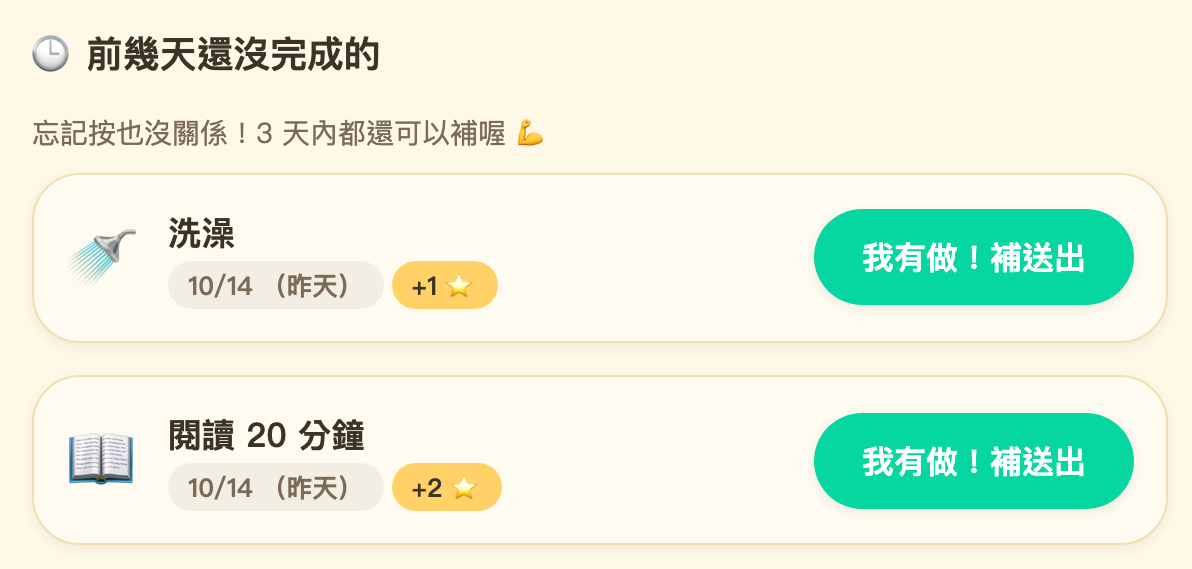 前幾天還沒完成的
忘記按也沒關係！3 天內都還可以補喔 💪
洗澡
10/14 （昨天） +1 ⭐
我有做！補送出
閱讀 20 分鐘
10/14 （昨天） +2 ⭐
我有做！補送出